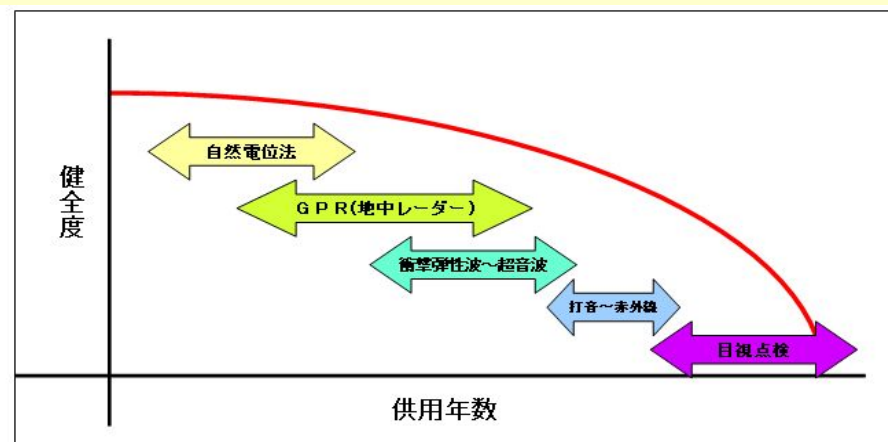 自然電位法
GPR(地中レーダー)
衝撃弾性波~超音波
打音~赤外線
目視点検
健全度
供用年数